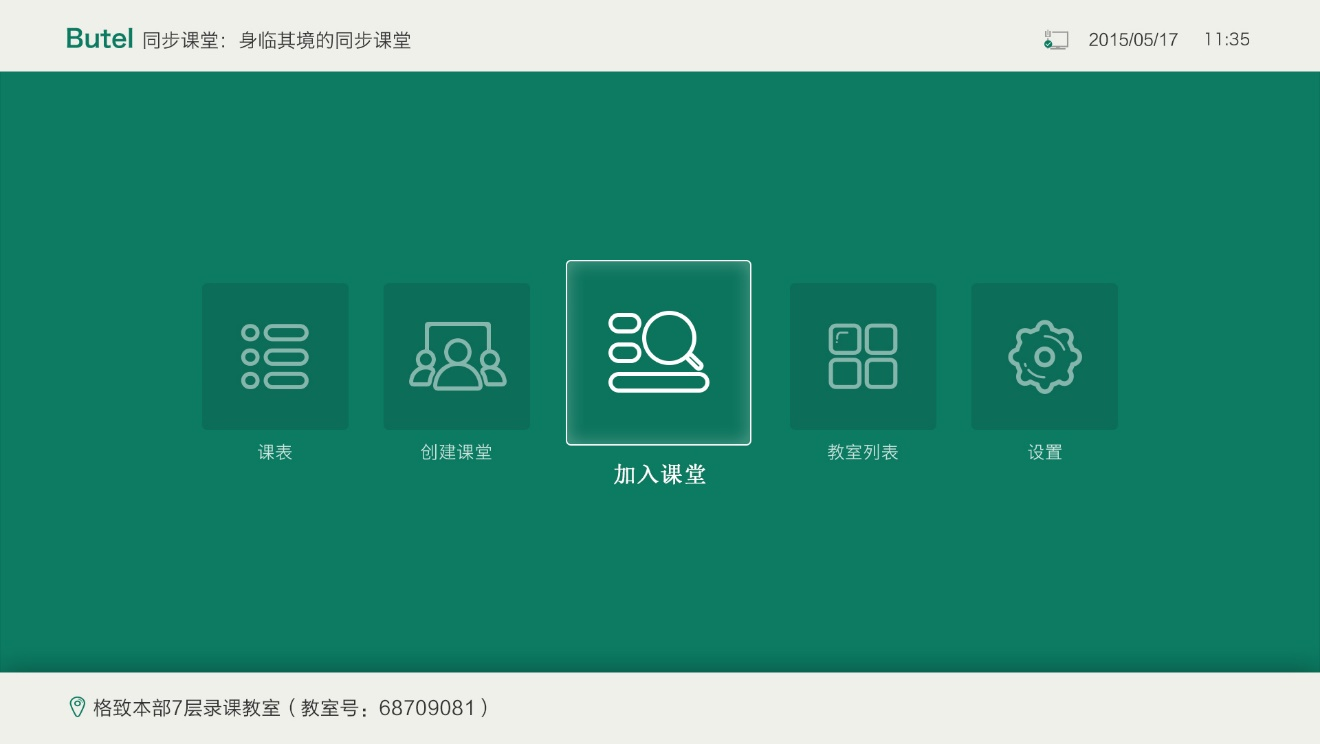 Butel 同步课堂：身临其境的同步课堂
2015/05/17 11:35
课表
创建课堂
加入课堂
教室列表
设置
格致本部7层录课教室（教室号：68709081）